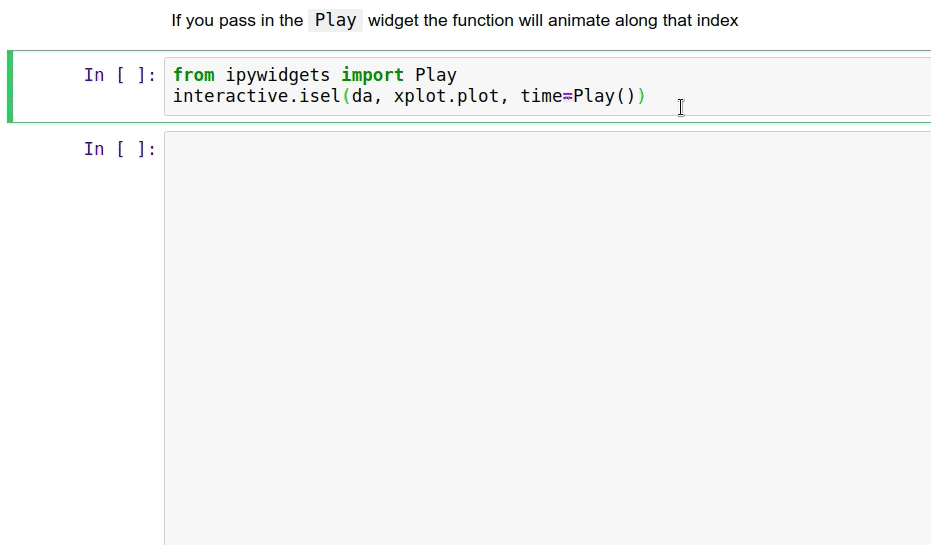 If you pass in the Play widget the function will animate along that index
In [ ]: from ipywidgets import Play
interactive.isel(da, xplot.plot, time=Play())
In [ ]: